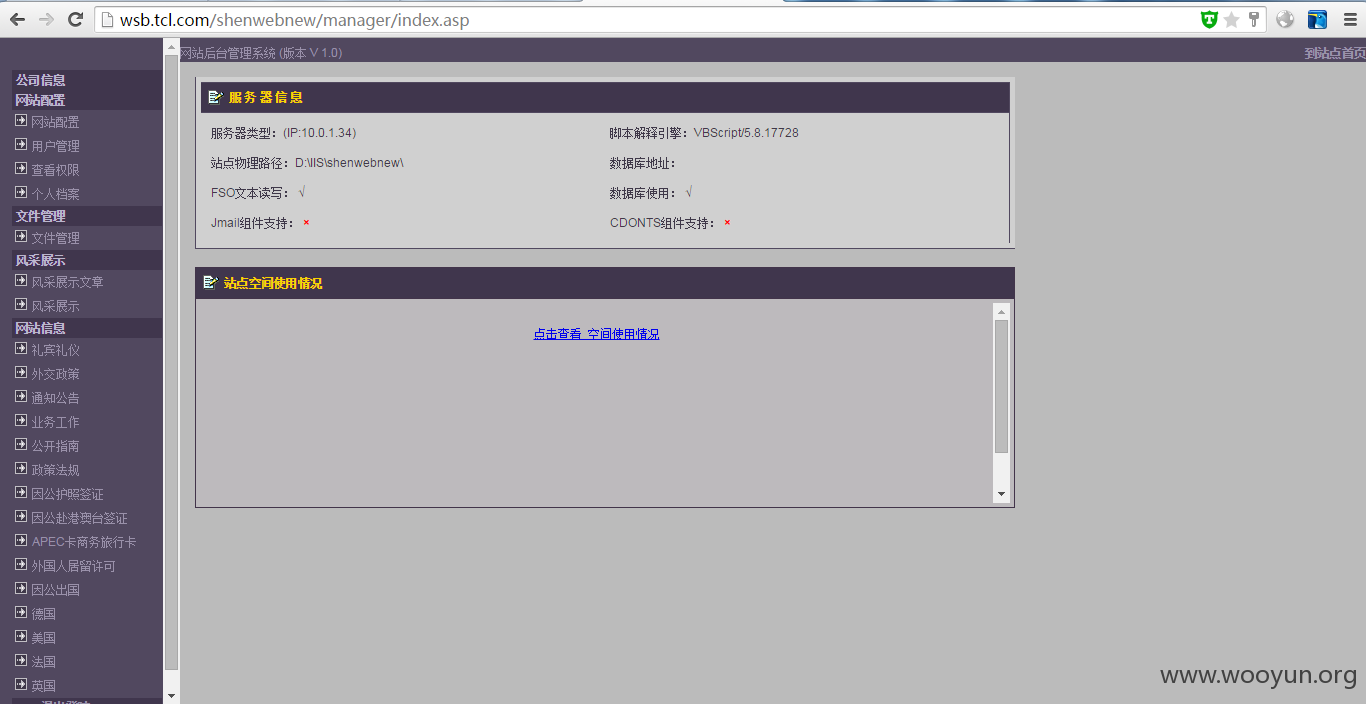 wsb.tcl.com/shenwebnew/manager/index.asp
网站后台管理系统 (版本 V 1.0)
到站点首页
公司信息
网站配置
网站配置
用户管理
查看权限
个人档案
文件管理
文件管理
风采展示
风采展示文章
风采展示
网站信息
礼宾礼仪
外交政策
通知公告
业务工作
公开指南
政策法规
因公护照签证
因公赴港澳台签证
APEC卡商务旅行卡
外国人居留许可
因公出国
德国
美国
法国
英国
服务器信息
服务器类型：(IP:10.0.1.34)
脚本解释引擎：VBScript/5.8.17728
站点物理路径：D:\IIS\shenwebnew\
数据库地址：
FSO文本读写：√
数据库使用：√
Jmail组件支持：×
CDONTS组件支持：×
站点空间使用情况
点击查看 空间使用情况
www.wooyun.org